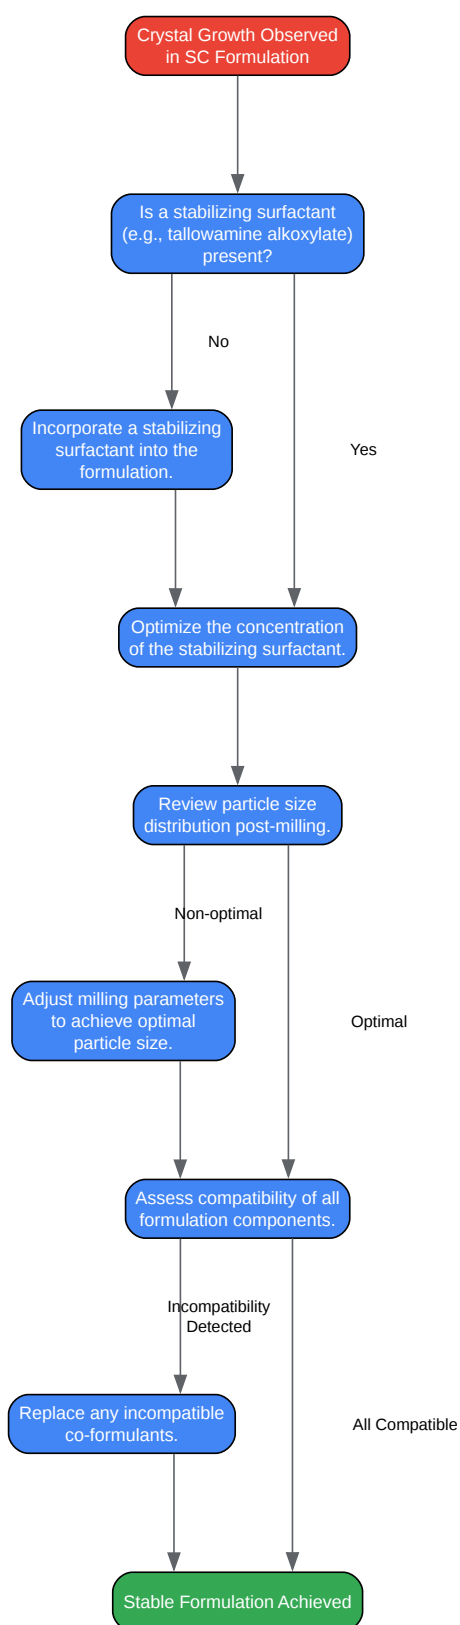 Crystal Growth Observed
in SC Formulation
Is a stabilizing surfactant
(e.g., tallowamine alkoxylate)
present?
No
Incorporate a stabilizing
surfactant into the
formulation.
Yes
Optimize the concentration
of the stabilizing surfactant.
Review particle size
distribution post-milling.
Non-optimal
Adjust milling parameters
to achieve optimal
particle size.
Optimal
Assess compatibility of all
formulation components.
Incompatibility
Detected
Replace any incompatible
co-formulants.
All Compatible
Stable Formulation Achieved